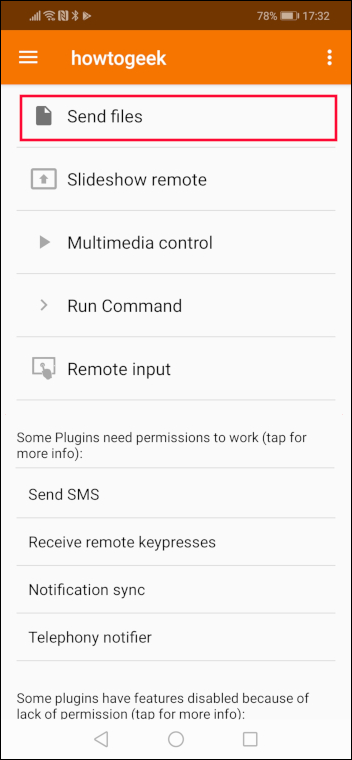 78% 17:32
howtogeek
Send files
Slideshow remote
Multimedia control
Run Command
Remote input
Some Plugins need permissions to work (tap for
more info):
Send SMS
Receive remote keypresses
Notification sync
Telephony notifier
Some plugins have features disabled because of
lack of permission (tap for more info):